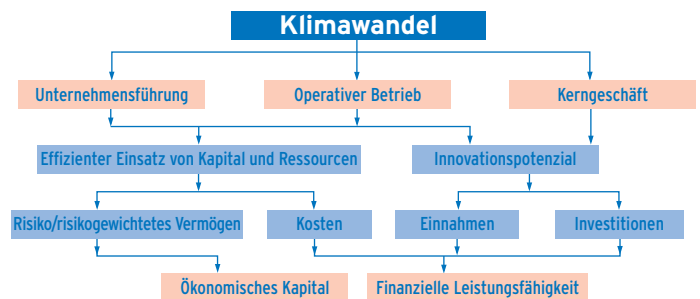 Klimawandel
Unternehmensführung
Operativer Betrieb
Kerngeschäft
Effizienter Einsatz von Kapital und Ressourcen
Innovationspotenzial
Risiko/risikogewichtetes Vermögen
Kosten
Einnahmen
Investitionen
Ökonomisches Kapital
Finanzielle Leistungsfähigkeit